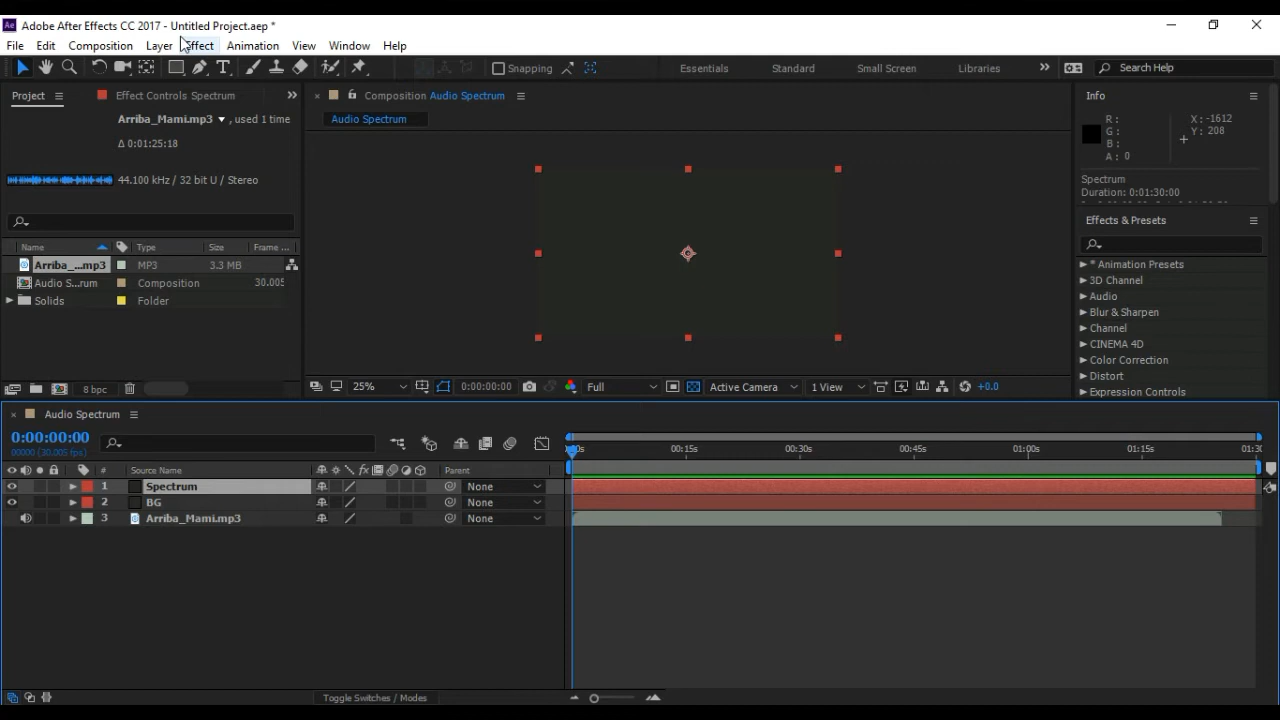 Adobe After Effects CC 2017 - Untitled Project.aep *
File Edit Composition Layer Effect Animation View Window Help
Snapping Essentials Standard Small Screen Libraries Search Help
Project Effect Controls Spectrum
Arriba_Mami.mp3 , used 1 time
Δ 0:01:25:18
44.100 kHz / 32 bit U / Stereo
Name Type Size Frame ...
Arriba_...mp3 MP3 3.3 MB
Audio S...rum Composition 30.005
Solids Folder
8 bpc
Composition Audio Spectrum
Audio Spectrum
25% 0:00:00:00 Full Active Camera 1 View +0.0
Info
R :
G :
B :
A : 0
X: -1612
Y: 208
Spectrum
Duration: 0:01:30:00
Effects & Presets
* Animation Presets
3D Channel
Audio
Blur & Sharpen
Channel
CINEMA 4D
Color Correction
Distort
Expression Controls
Audio Spectrum
0:00:00:00
00000 (30.005 fps)
00s 00:15s 00:30s 00:45s 01:00s 01:15s 01:30
# Source Name fx Parent
1 Spectrum None
2 BG None
3 Arriba_Mami.mp3 None
Toggle Switches / Modes